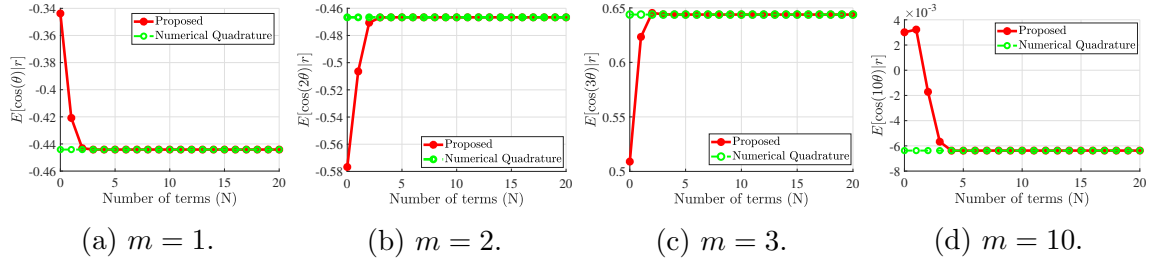 -0.34
-0.36
-0.38
-0.4
-0.42
-0.44
-0.46
E[cos(θ)|r]
0 5 10 15 20
Number of terms (N)
Proposed
Numerical Quadrature
(a) m = 1.
-0.46
-0.48
-0.5
-0.52
-0.54
-0.56
-0.58
E[cos(2θ)|r]
0 5 10 15 20
Number of terms (N)
Proposed
Numerical Quadrature
(b) m = 2.
0.65
0.6
0.55
0.5
E[cos(3θ)|r]
0 5 10 15 20
Number of terms (N)
Proposed
Numerical Quadrature
(c) m = 3.
×10⁻³
4
2
0
-2
-4
-6
-8
E[cos(10θ)|r]
0 5 10 15 20
Number of terms (N)
Proposed
Numerical Quadrature
(d) m = 10.